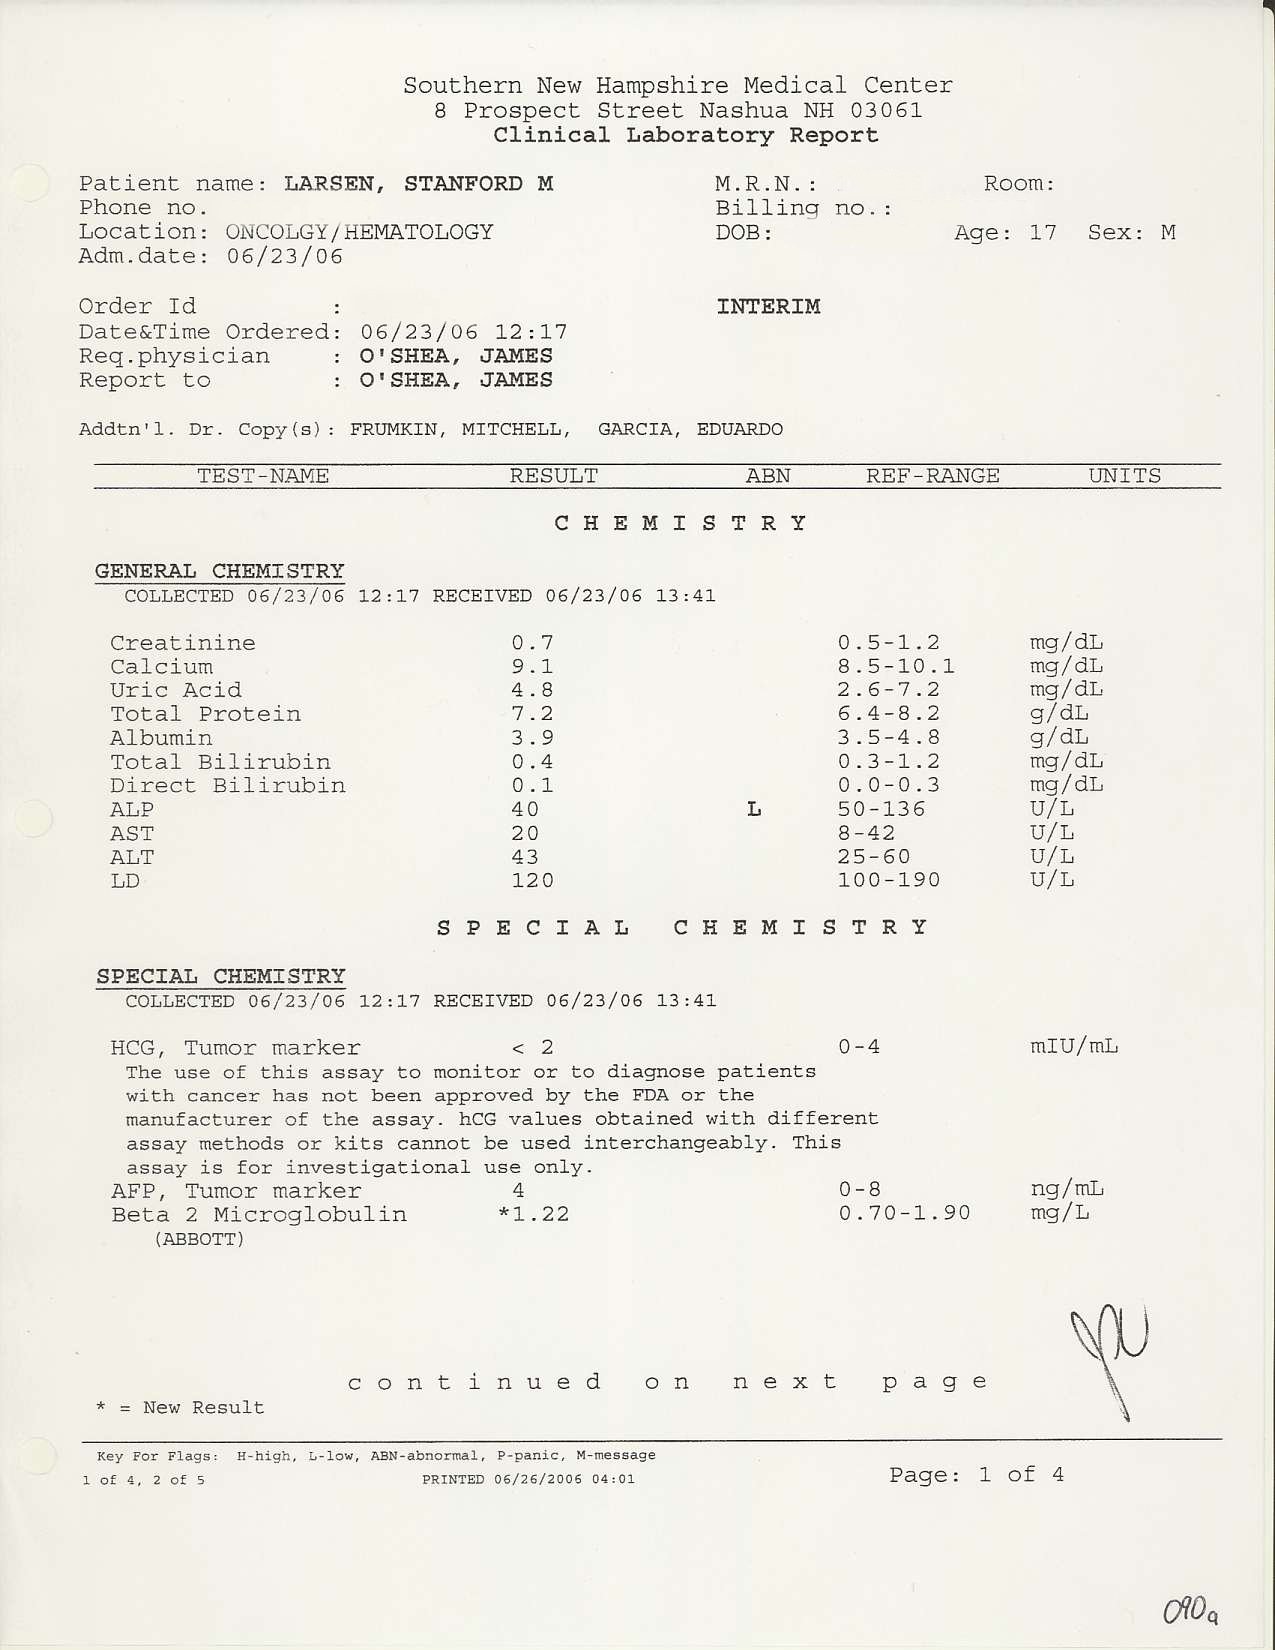 Southern New Hampshire Medical Center
8 Prospect Street Nashua NH 03061
Clinical Laboratory Report
Patient name: LARSEN, STANFORD M M.R.N.: Room:
Phone no. Billing no.:
Location: ONCOLGY/HEMATOLOGY DOB: Age: 17 Sex: M
Adm.date: 06/23/06
Order Id : INTERIM
Date&Time Ordered: 06/23/06 12:17
Req.physician : O'SHEA, JAMES
Report to : O'SHEA, JAMES
Addtn'l. Dr. Copy(s): FRUMKIN, MITCHELL, GARCIA, EDUARDO
TEST-NAME RESULT ABN REF-RANGE UNITS
C H E M I S T R Y
GENERAL CHEMISTRY
COLLECTED 06/23/06 12:17 RECEIVED 06/23/06 13:41
Creatinine 0.7 0.5-1.2 mg/dL
Calcium 9.1 8.5-10.1 mg/dL
Uric Acid 4.8 2.6-7.2 mg/dL
Total Protein 7.2 6.4-8.2 g/dL
Albumin 3.9 3.5-4.8 g/dL
Total Bilirubin 0.4 0.3-1.2 mg/dL
Direct Bilirubin 0.1 0.0-0.3 mg/dL
ALP 40 L 50-136 U/L
AST 20 8-42 U/L
ALT 43 25-60 U/L
LD 120 100-190 U/L
S P E C I A L C H E M I S T R Y
SPECIAL CHEMISTRY
COLLECTED 06/23/06 12:17 RECEIVED 06/23/06 13:41
HCG, Tumor marker < 2 0-4 mIU/mL
The use of this assay to monitor or to diagnose patients
with cancer has not been approved by the FDA or the
manufacturer of the assay. hCG values obtained with different
assay methods or kits cannot be used interchangeably. This
assay is for investigational use only.
AFP, Tumor marker 4 0-8 ng/mL
Beta 2 Microglobulin *1.22 0.70-1.90 mg/L
(ABBOTT)
c o n t i n u e d o n n e x t p a g e
* = New Result
Key For Flags: H-high, L-low, ABN-abnormal, P-panic, M-message
1 of 4, 2 of 5 PRINTED 06/26/2006 04:01 Page: 1 of 4
090a